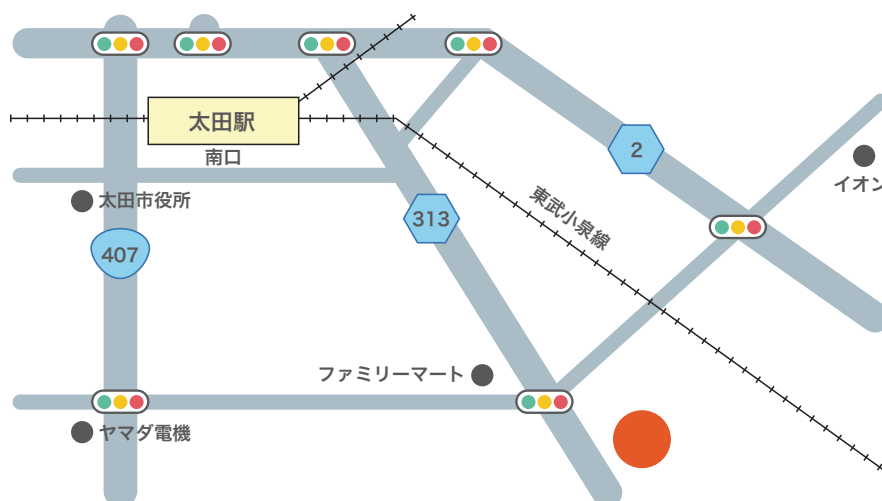 太田駅
南口
2
イオン
太田市役所
313
東武小泉線
407
ファミリーマート
ヤマダ電機